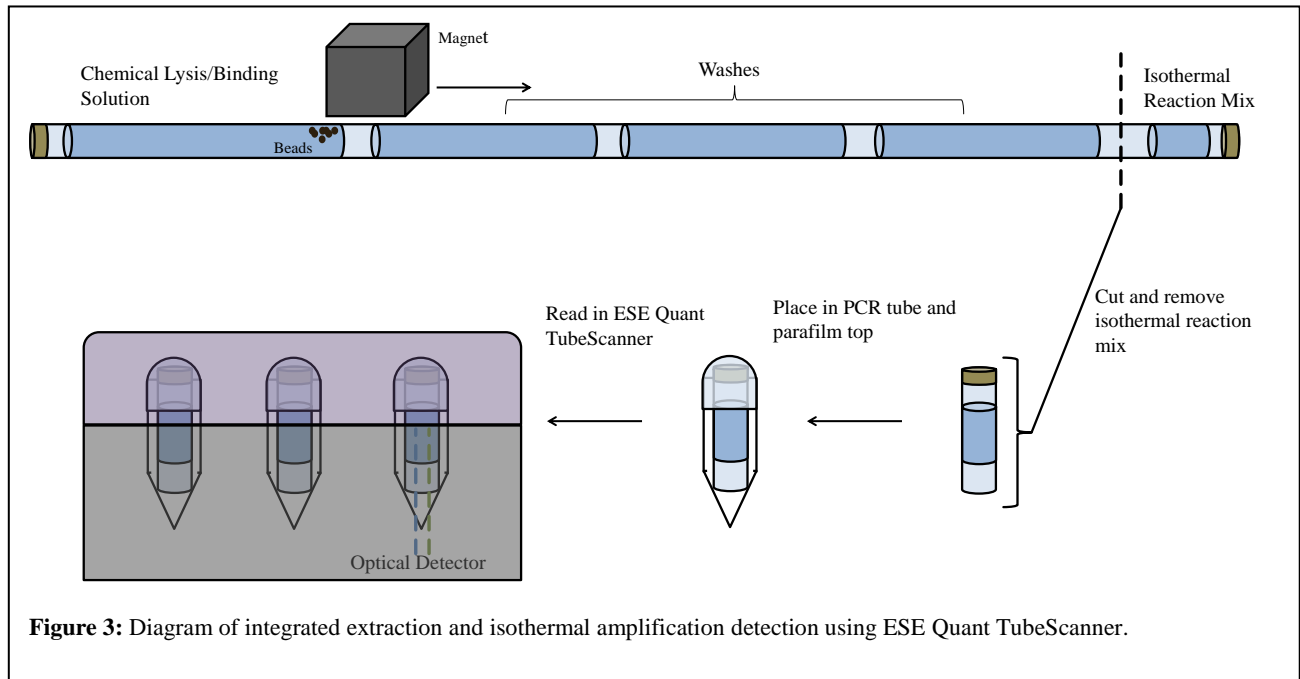 Magnet
Chemical Lysis/Binding
Solution
Washes
Isothermal
Reaction Mix
Beads
Read in ESE Quant
TubeScanner
Place in PCR tube and
parafilm top
Cut and remove
isothermal reaction
mix
Optical Detector
Figure 3: Diagram of integrated extraction and isothermal amplification detection using ESE Quant TubeScanner.